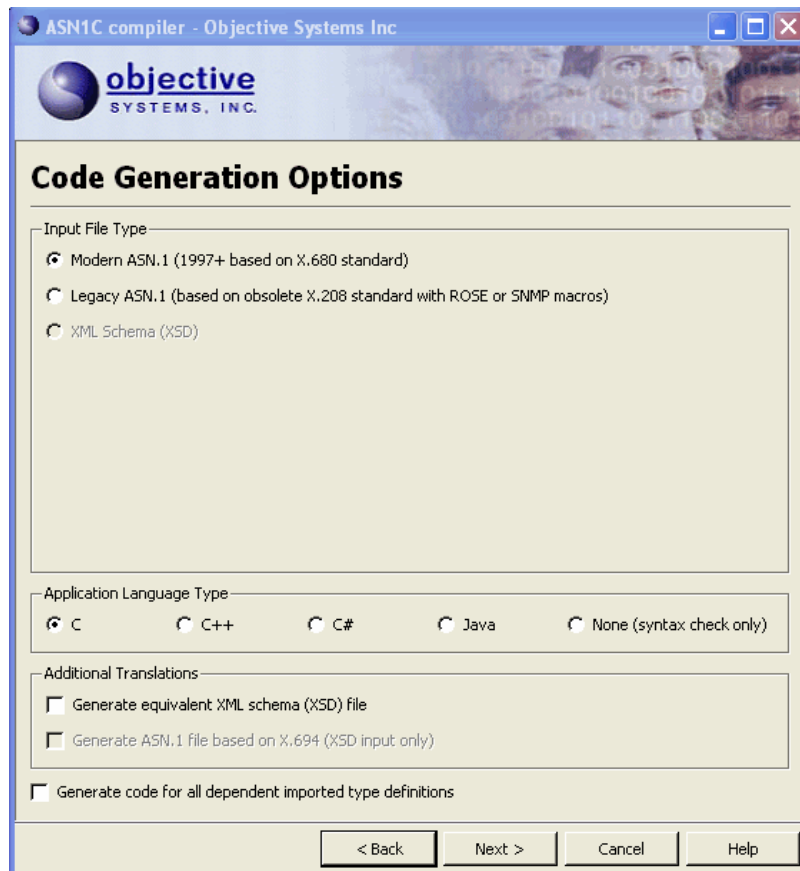 ASN1C compiler - Objective Systems Inc
objective
SYSTEMS, INC.
Code Generation Options
Input File Type
Modern ASN.1 (1997+ based on X.680 standard)
Legacy ASN.1 (based on obsolete X.208 standard with ROSE or SNMP macros)
XML Schema (XSD)
Application Language Type
C C++ C# Java None (syntax check only)
Additional Translations
Generate equivalent XML schema (XSD) file
Generate ASN.1 file based on X.694 (XSD input only)
Generate code for all dependent imported type definitions
< Back Next > Cancel Help